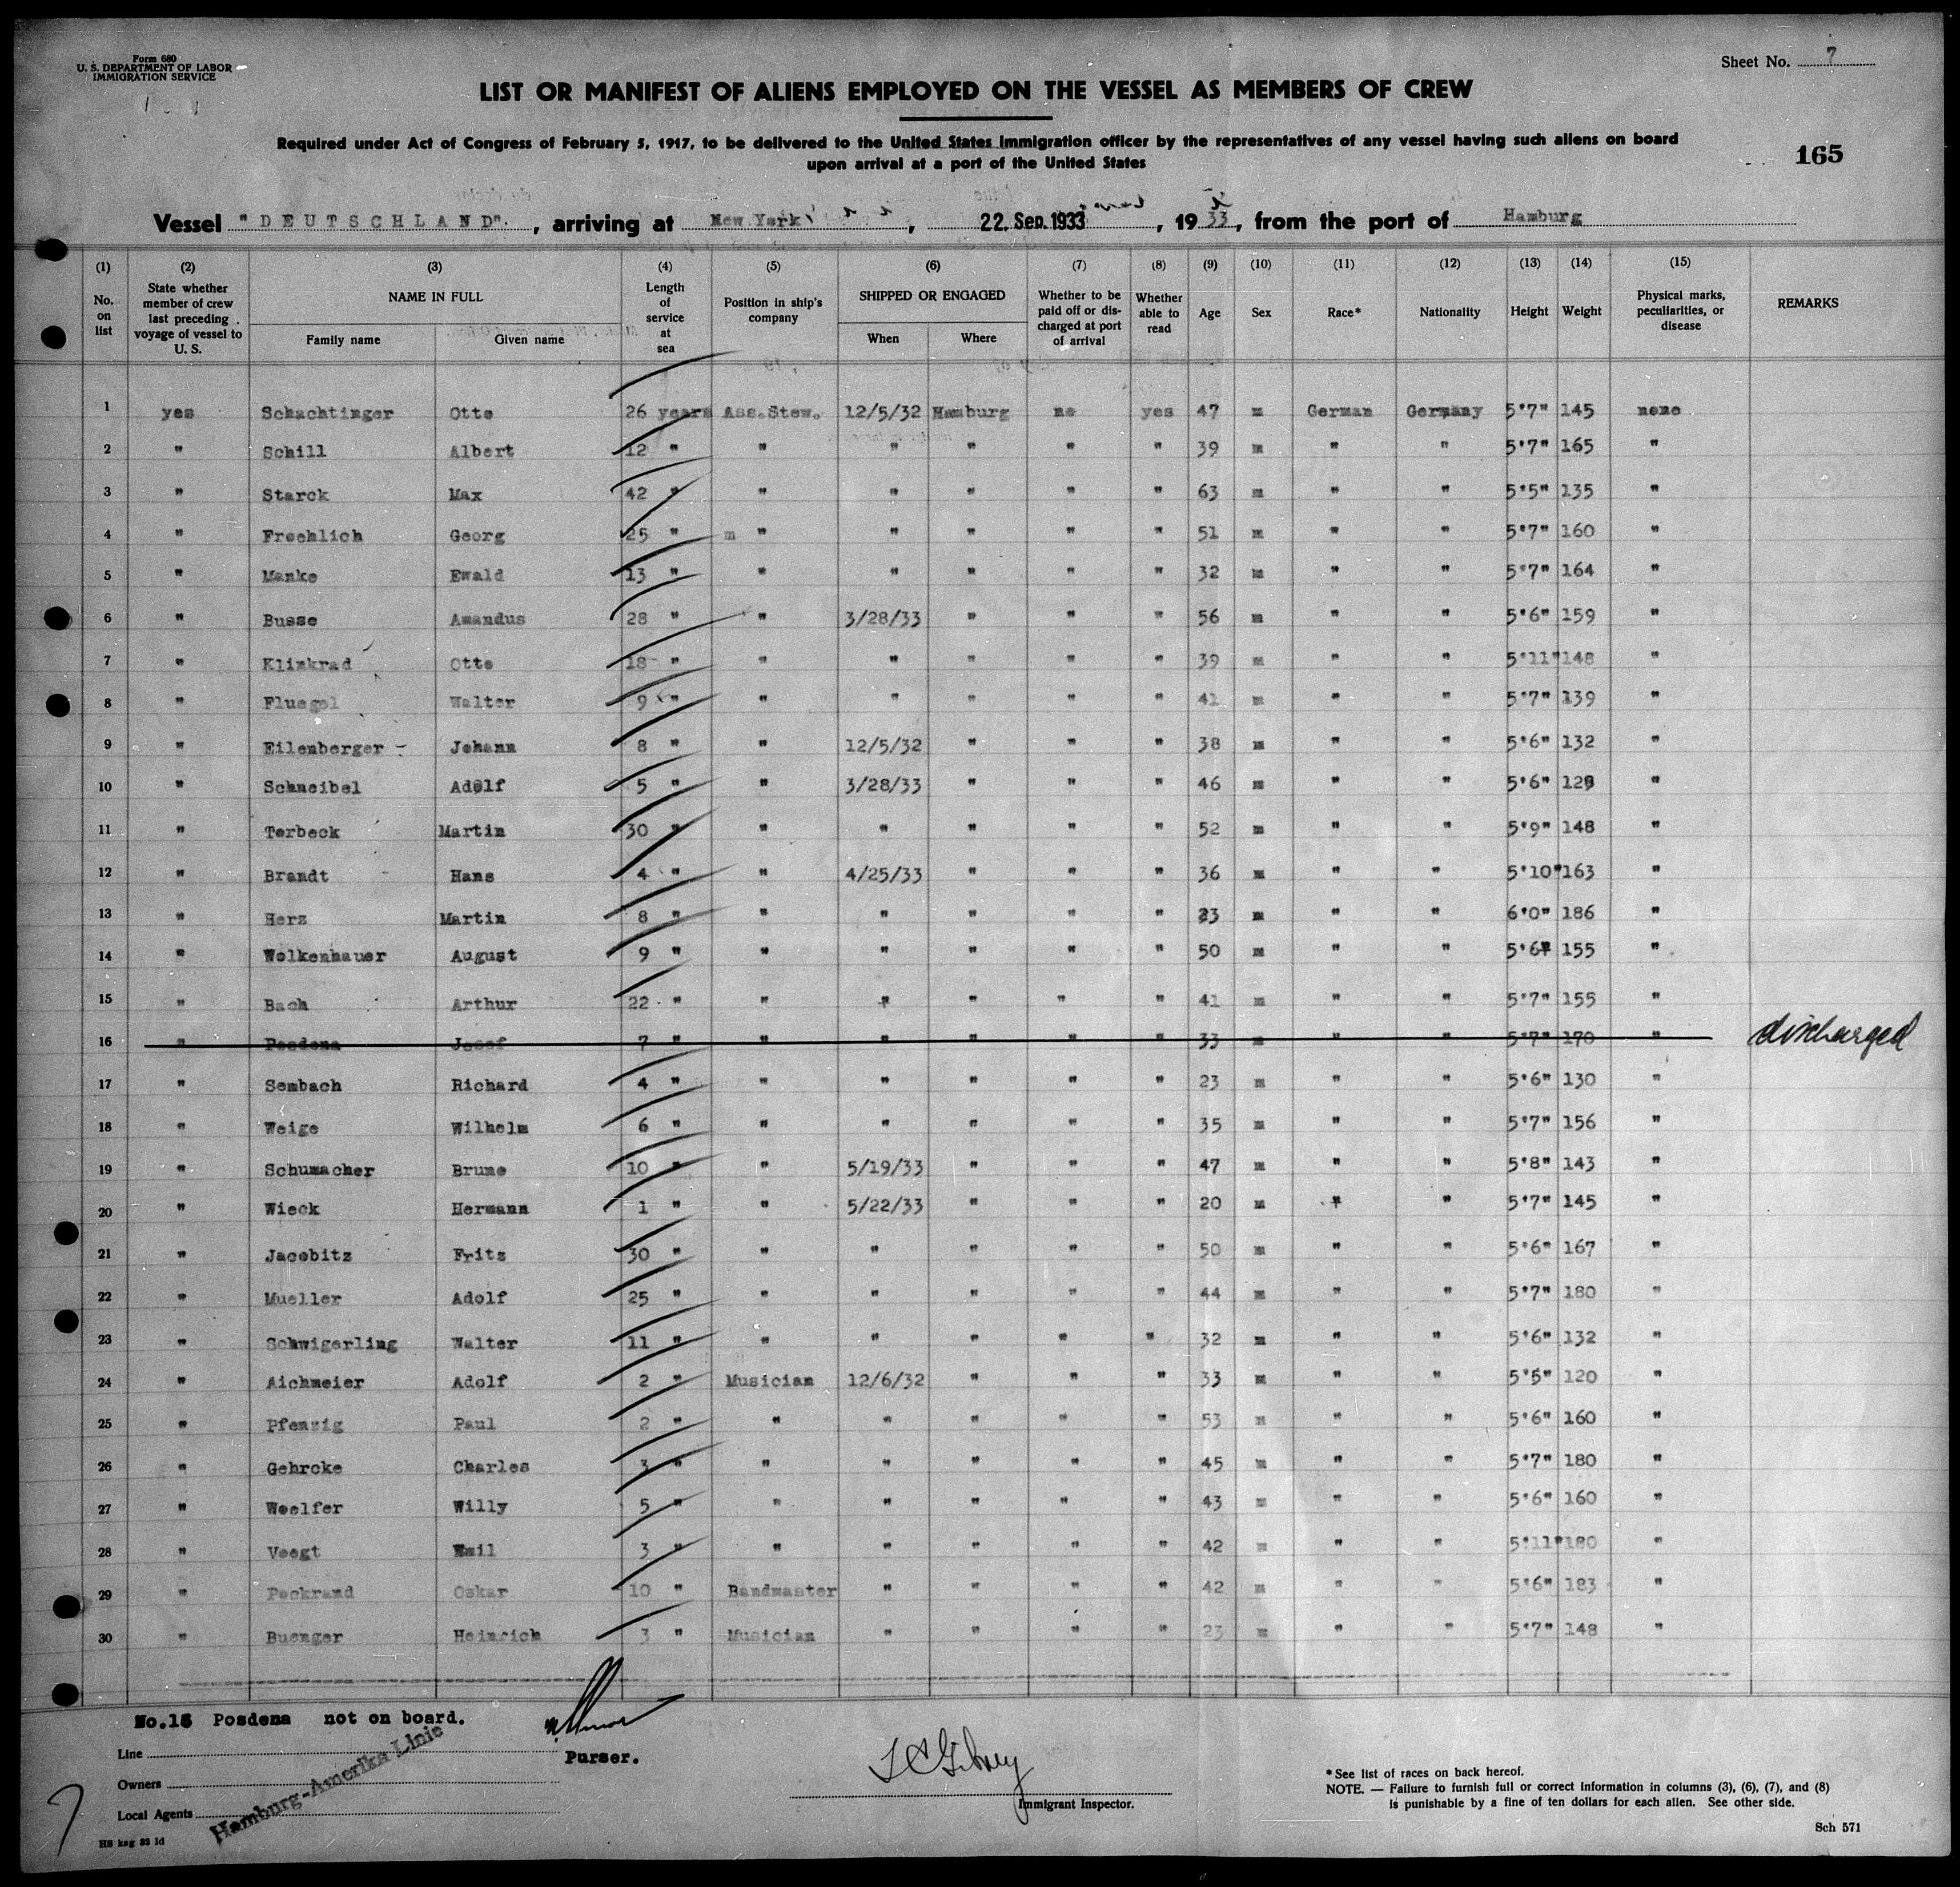 Form 680
U. S. DEPARTMENT OF LABOR
IMMIGRATION SERVICE
Sheet No. 7
LIST OR MANIFEST OF ALIENS EMPLOYED ON THE VESSEL AS MEMBERS OF CREW
Required under Act of Congress of February 5, 1917, to be delivered to the United States Immigration officer by the representatives of any vessel having such aliens on board
upon arrival at a port of the United States
165
Vessel "DEUTSCHLAND". , arriving at New York , 22. Sep. 1933 , 1933, from the port of Hamburg
(1) (2) (3) (4) (5) (6) (7) (8) (9) (10) (11) (12) (13) (14) (15)
No. on list
State whether member of crew last preceding voyage of vessel to U. S.
NAME IN FULL
Family name
Given name
Length of service at sea
Position in ship's company
SHIPPED OR ENGAGED
When
Where
Whether to be paid off or discharged at port of arrival
Whether able to read
Age
Sex
Race*
Nationality
Height
Weight
Physical marks, peculiarities, or disease
REMARKS
1 yes Schachtinger Otto 26 years Ass.Stew. 12/5/32 Hamburg no yes 47 m German Germany 5'7" 145 none
2 " Schill Albert 12 " " " " " " 39 m " " 5'7" 165 "
3 " Starck Max 42 " " " " " " 63 m " " 5'5" 135 "
4 " Froehlich Georg 25 " m " " " " " 51 m " " 5'7" 160 "
5 " Manke Ewald 13 " " " " " " 32 m " " 5'7" 164 "
6 " Busse Amandus 28 " " 3/28/33 " " " 56 m " " 5'6" 159 "
7 " Klinkrad Otto 18 " " " " " " 39 m " " 5'11" 148 "
8 " Fluegel Walter 9 " " " " " " 41 m " " 5'7" 139 "
9 " Eilenberger Johann 8 " " 12/5/32 " " " 38 m " " 5'6" 132 "
10 " Schneibel Adolf 5 " " 3/28/33 " " " 46 m " " 5'6" 129 "
11 " Terbeck Martin 30 " " " " " " 52 m " " 5'9" 148 "
12 " Brandt Hans 4 " " 4/25/33 " " " 36 m " " 5'10" 163 "
13 " Herz Martin 8 " " " " " " 23 m " " 6'0" 186 "
14 " Wolkenhauer August 9 " " " " " " 50 m " " 5'6" 155 "
15 " Bach Arthur 22 " " " " " " 41 m " " 5'7" 155 "
16 " Posdena Josef 7 " " " " " " 33 m " " 5'7" 170 " discharged
17 " Sembach Richard 4 " " " " " " 23 m " " 5'6" 130 "
18 " Weige Wilhelm 6 " " " " " " 35 m " " 5'7" 156 "
19 " Schumacher Bruno 10 " " 5/19/33 " " " 47 m " " 5'8" 143 "
20 " Wieck Hermann 1 " " 5/22/33 " " " 20 m " " 5'7" 145 "
21 " Jacobitz Fritz 30 " " " " " " 50 m " " 5'6" 167 "
22 " Mueller Adolf 25 " " " " " " 44 m " " 5'7" 180 "
23 " Schwigerling Walter 11 " " " " " " 32 m " " 5'6" 132 "
24 " Aichmeier Adolf 2 " Musician 12/6/32 " " " 33 m " " 5'5" 120 "
25 " Pfenzig Paul 2 " " " " " " 53 m " " 5'6" 160 "
26 " Gehrcke Charles 3 " " " " " " 45 m " " 5'7" 180 "
27 " Woelfer Willy 5 " " " " " " 43 m " " 5'6" 160 "
28 " Voegt Emil 3 " " " " " " 42 m " " 5'11" 180 "
29 " Peckrand Oskar 10 " Bandmaster " " " " 42 m " " 5'6" 183 "
30 " Buenger Heinrich 3 " Musician " " " " 23 m " " 5'7" 148 "
No.16 Posdena not on board.
Purser.
Line
Owners
Local Agents
Hamburg-Amerika Linie
Immigrant Inspector.
* See list of races on back hereof.
NOTE. — Failure to furnish full or correct information in columns (3), (6), (7), and (8)
is punishable by a fine of ten dollars for each alien. See other side.
HS kag 32 1d
Sch 571